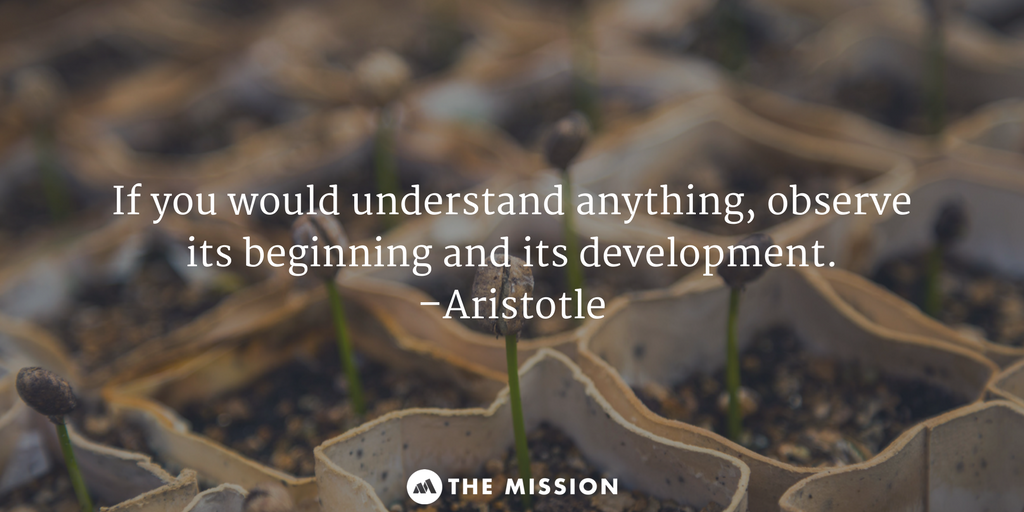 If you would understand anything, observe
its beginning and its development.
–Aristotle
THE MISSION